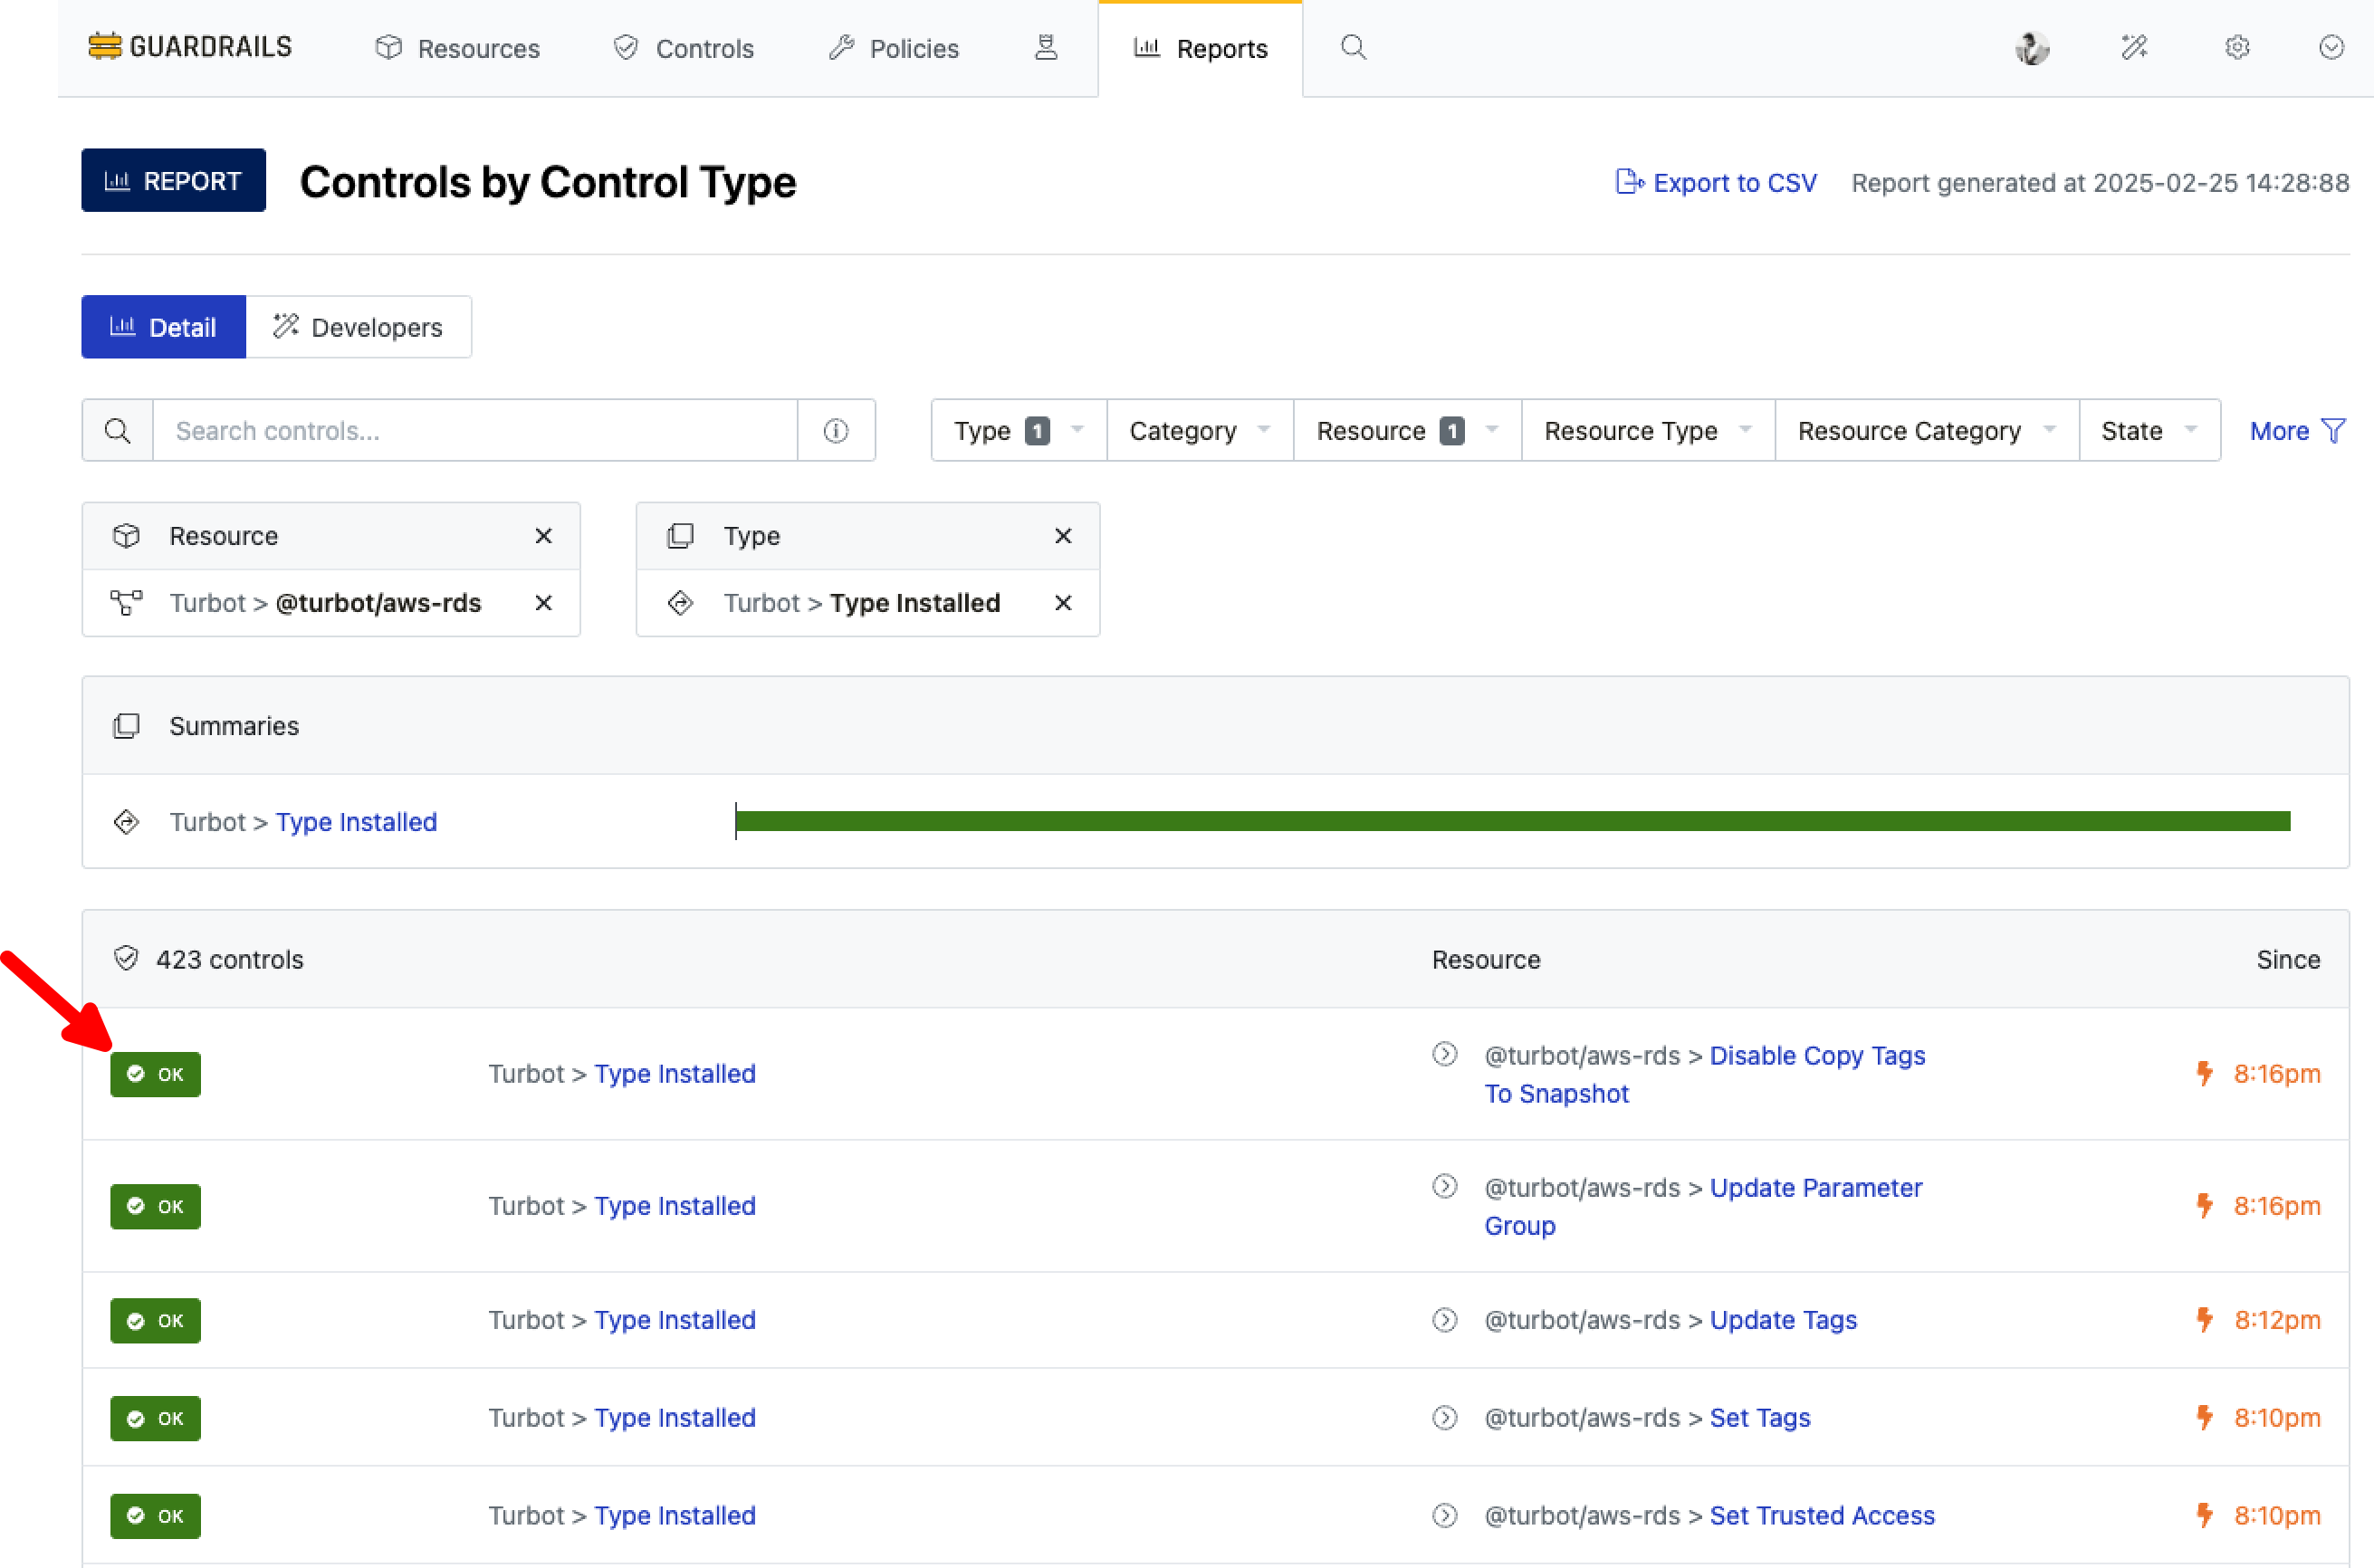 GUARDRAILS Resources Controls Policies Reports
REPORT Controls by Control Type Export to CSV Report generated at 2025-02-25 14:28:88
Detail Developers
Search controls... Type 1 Category Resource 1 Resource Type Resource Category State More
Resource Type
Turbot > @turbot/aws-rds Turbot > Type Installed
Summaries
Turbot > Type Installed
423 controls Resource Since
OK Turbot > Type Installed @turbot/aws-rds > Disable Copy Tags
To Snapshot 8:16pm
OK Turbot > Type Installed @turbot/aws-rds > Update Parameter
Group 8:16pm
OK Turbot > Type Installed @turbot/aws-rds > Update Tags 8:12pm
OK Turbot > Type Installed @turbot/aws-rds > Set Tags 8:10pm
OK Turbot > Type Installed @turbot/aws-rds > Set Trusted Access 8:10pm